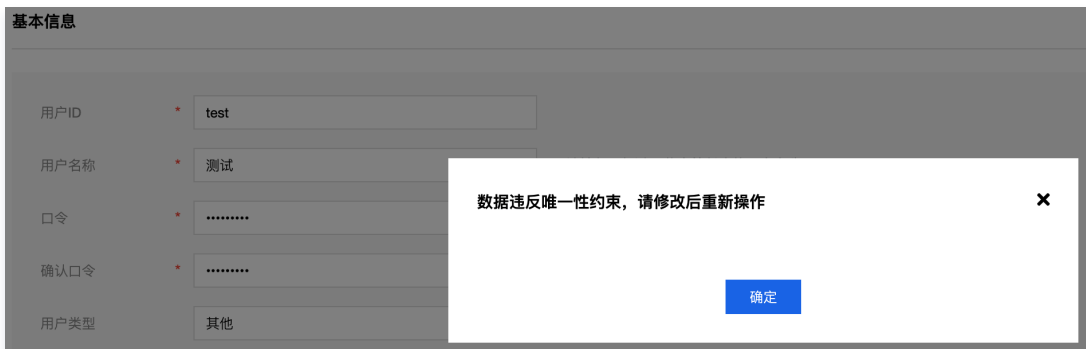 基本信息
用户ID * test
用户名称 * 测试
数据违反唯一性约束，请修改后重新操作
口令 * •••••••••
确认口令 * •••••••••
确定
用户类型 其他